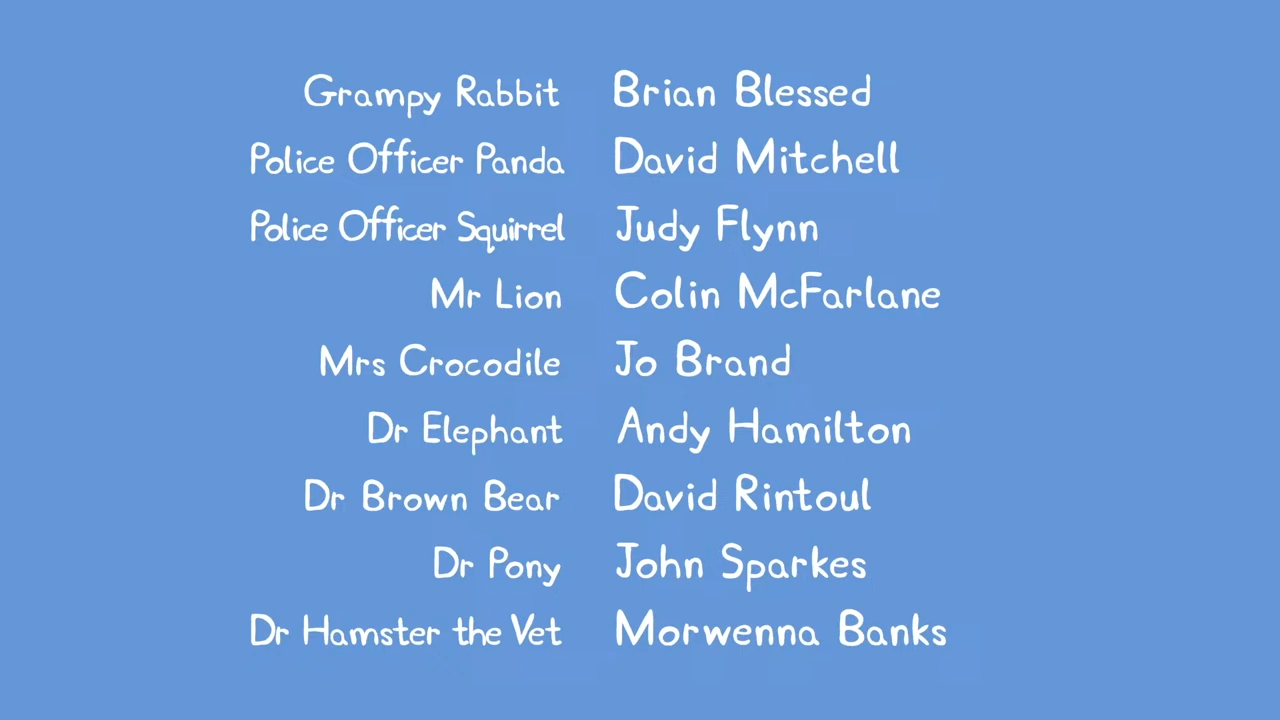 Grampy Rabbit Brian Blessed
Police Officer Panda David Mitchell
Police Officer Squirrel Judy Flynn
Mr Lion Colin McFarlane
Mrs Crocodile Jo Brand
Dr Elephant Andy Hamilton
Dr Brown Bear David Rintoul
Dr Pony John Sparkes
Dr Hamster the Vet Morwenna Banks